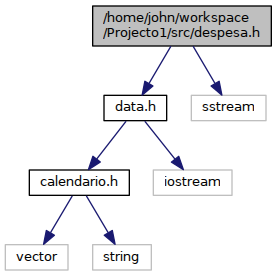 /home/john/workspace
/Projecto1/src/despesa.h
data.h
sstream
calendario.h
iostream
vector
string